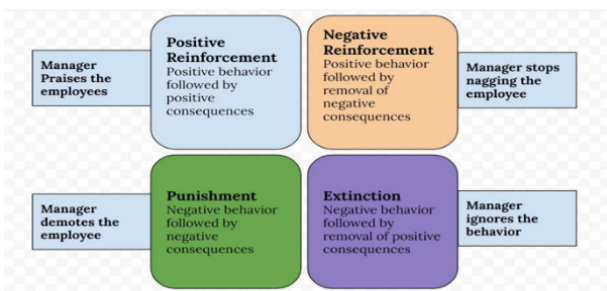 Manager
Praises the
employees
Positive
Reinforcement
Positive behavior
followed by
positive
consequences
Negative
Reinforcement
Positive behavior
followed by
removal of
negative
consequences
Manager stops
nagging the
employee
Manager
demotes the
employee
Punishment
Negative behavior
followed by
negative
consequences
Extinction
Negative behavior
followed by
removal of positive
consequences
Manager
ignores the
behavior